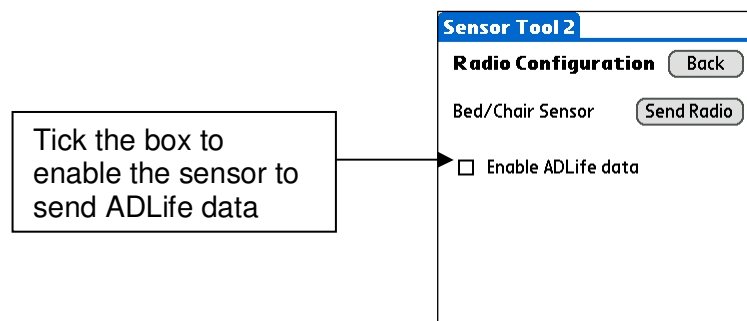 Sensor Tool 2
Radio Configuration Back
Bed/Chair Sensor Send Radio
Tick the box to
enable the sensor to
send ADLife data
Enable ADLife data